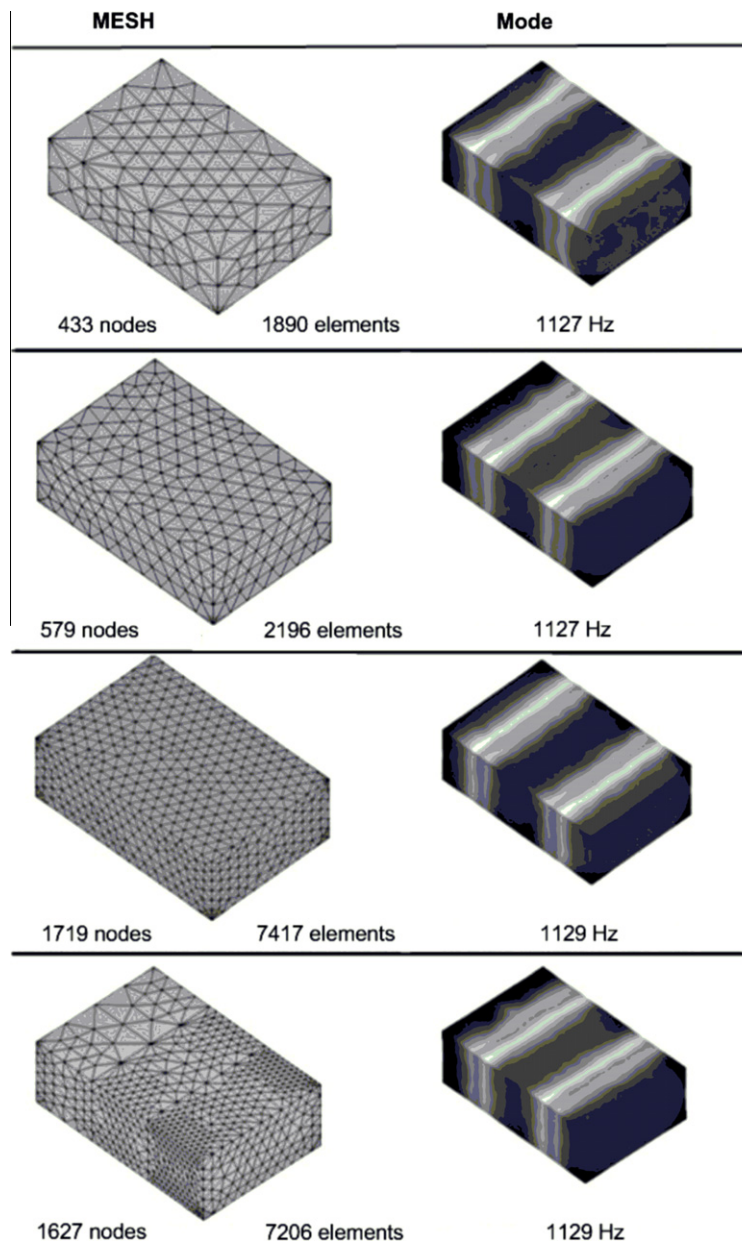 MESH Mode
433 nodes 1890 elements 1127 Hz
579 nodes 2196 elements 1127 Hz
1719 nodes 7417 elements 1129 Hz
1627 nodes 7206 elements 1129 Hz